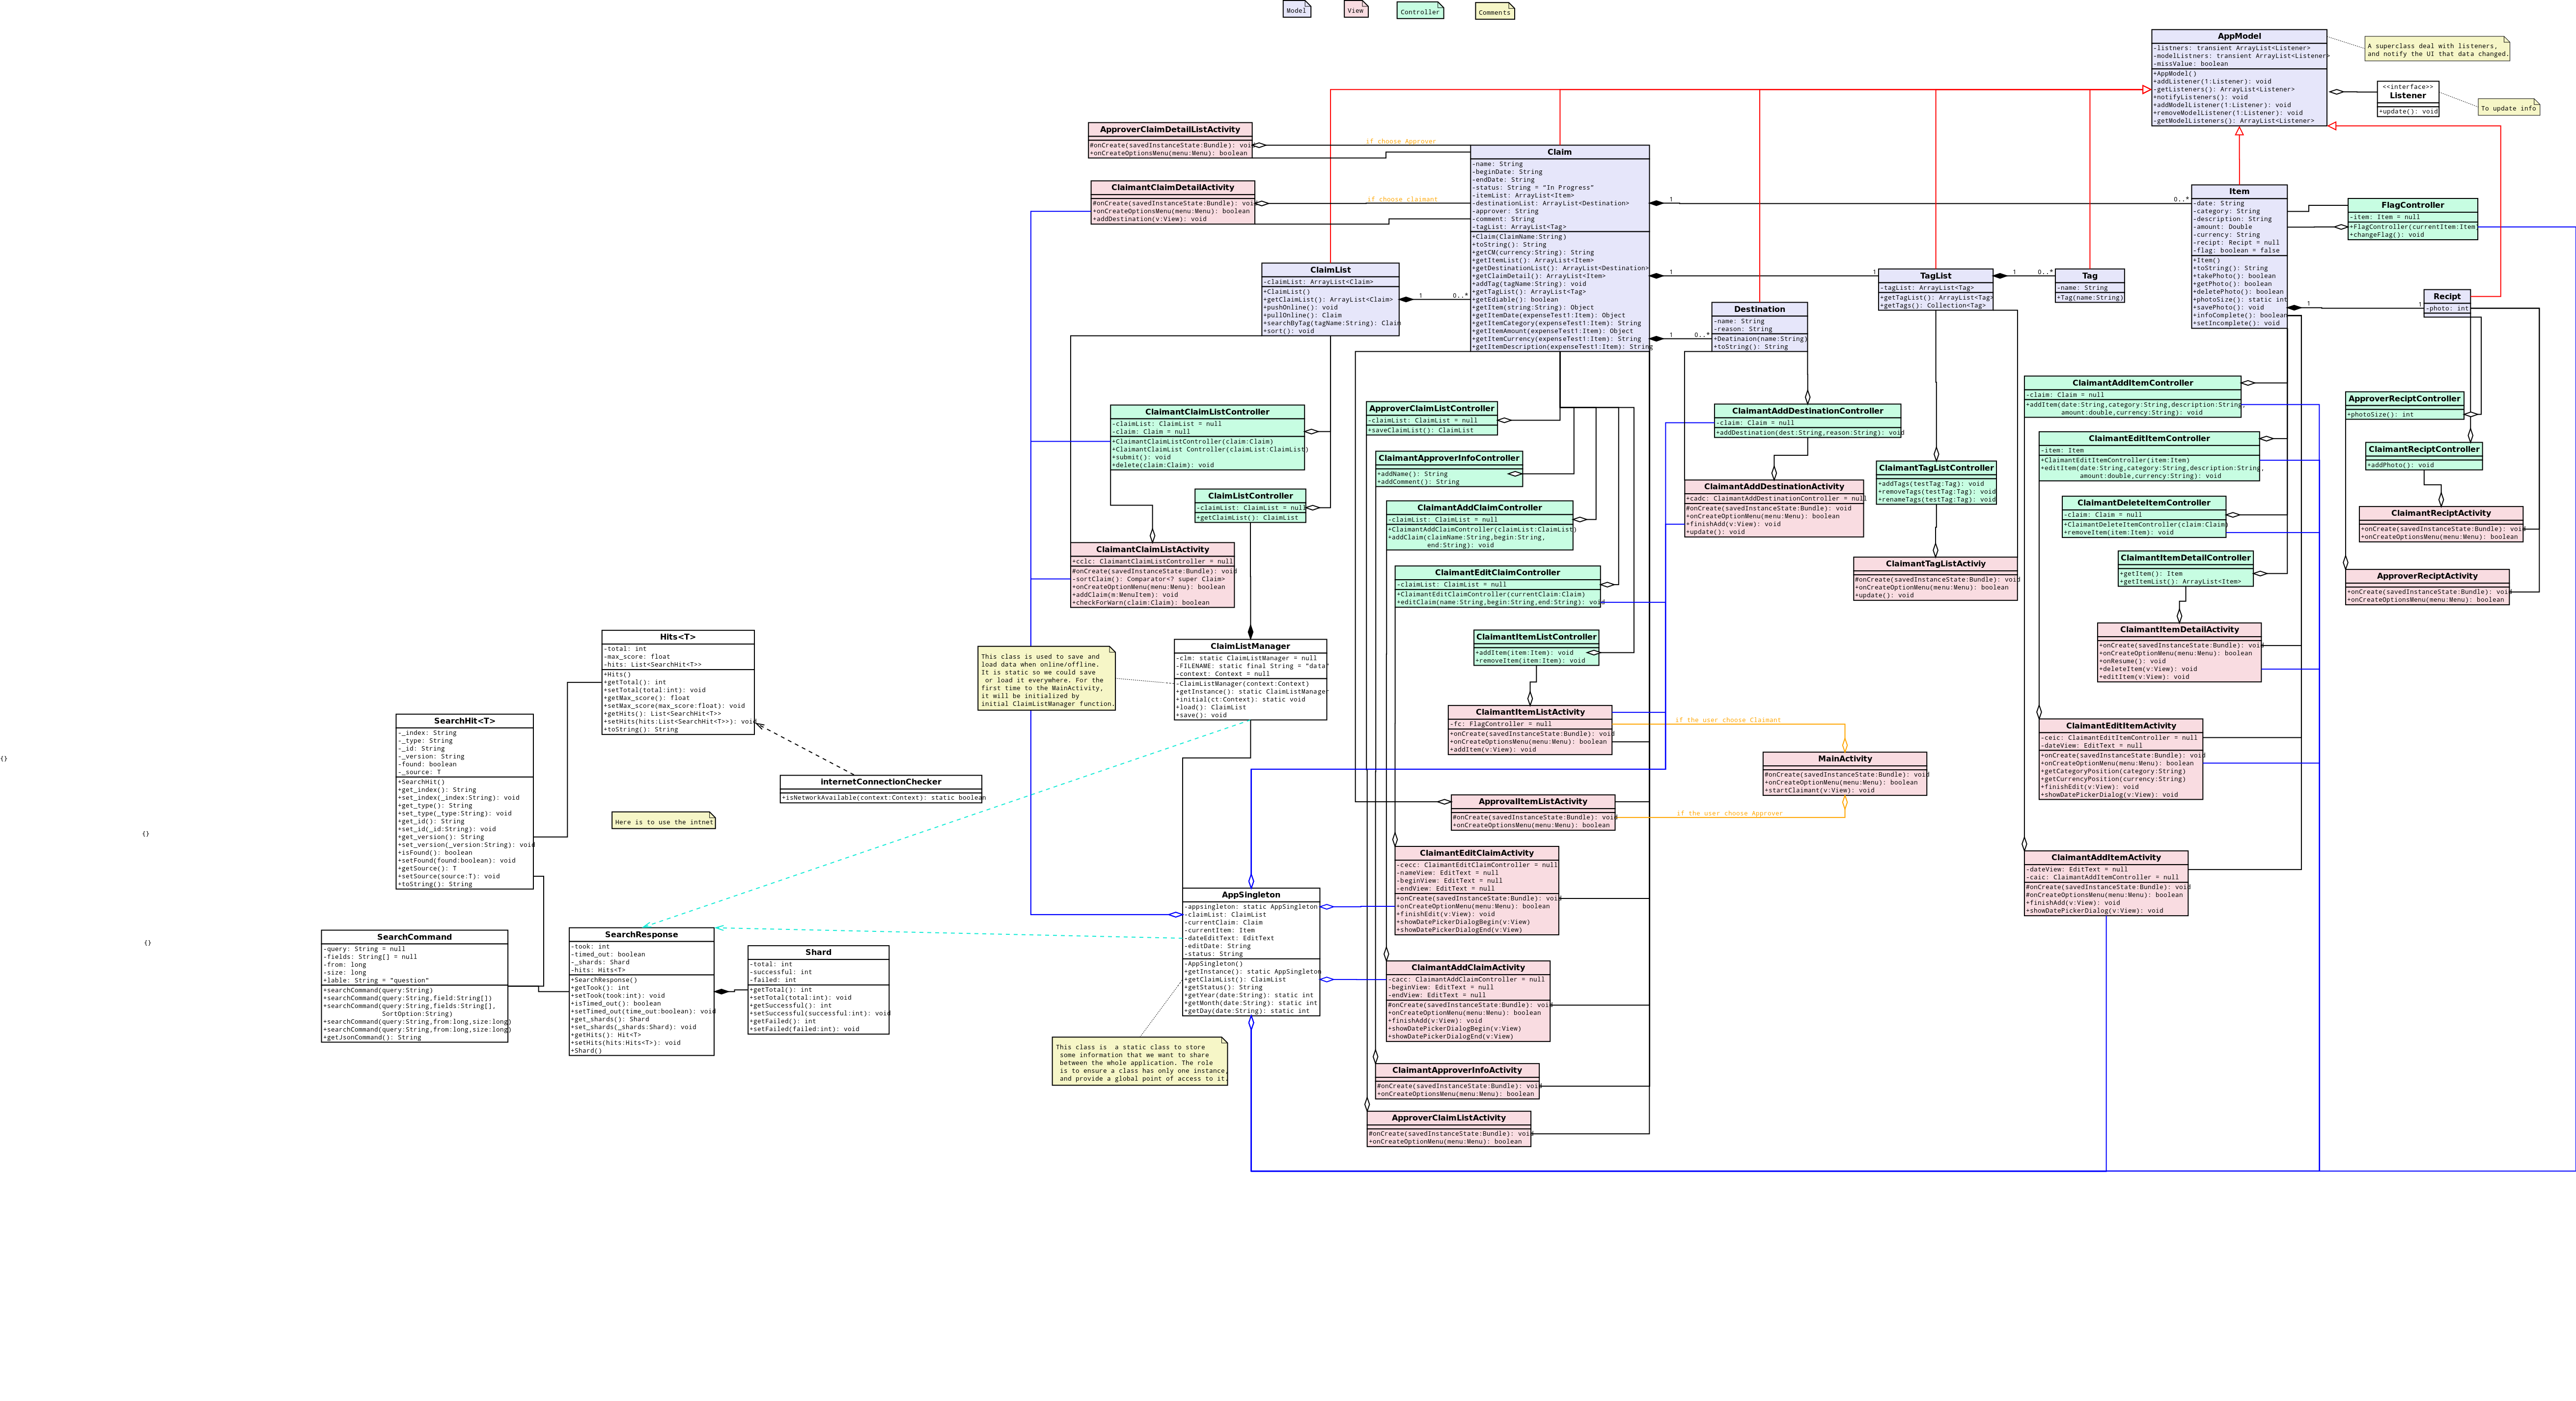 Model
View
Controller
Comments
AppModel
-listners: transient ArrayList<Listener>
-modelListners: transient ArrayList<Listener>
-missValue: boolean
+AppModel()
+addListener(1:Listener): void
-getListeners(): ArrayList<Listener>
+notifyListeners(): void
+addModelListener(1:Listener): void
+removeModelListener(1:Listener): void
-getModelListeners(): ArrayList<Listener>
A superclass deal with listeners,
and notify the UI that data changed.
<<interface>>
Listener
+update(): void
To update info
ApproverClaimDetailListActivity
#onCreate(savedInstanceState:Bundle): void
+onCreateOptionsMenu(menu:Menu): boolean
if choose Approver
ClaimantClaimDetailActivity
#onCreate(savedInstanceState:Bundle): void
+onCreateOptionsMenu(menu:Menu): boolean
+addDestination(v:View): void
if choose claimant
Claim
-name: String
-beginDate: String
-endDate: String
-status: String = "In Progress"
-itemList: ArrayList<Item>
-destinationList: ArrayList<Destination>
-approver: String
-comment: String
-tagList: ArrayList<Tag>
+Claim(ClaimName:String)
+toString(): String
+getCM(currency:String): String
+getItemList(): ArrayList<Item>
+getDestinationList(): ArrayList<Destination>
+getClaimDetail(): ArrayList<Item>
+addTag(tagName:String): void
+getTagList(): ArrayList<Tag>
+getEdiable(): boolean
+getItem(string:String): Object
+getItemDate(expenseTest1:Item): Object
+getItemCategory(expenseTest1:Item): String
+getItemAmount(expenseTest1:Item): Object
+getItemCurrency(expenseTest1:Item): String
+getItemDescription(expenseTest1:Item): String
1
0..*
1
1
1
0..*
Item
-date: String
-category: String
-description: String
-amount: Double
-currency: String
-recipt: Recipt = null
-flag: boolean = false
+Item()
+toString(): String
+takePhoto(): boolean
+getPhoto(): boolean
+deletePhoto(): boolean
+photoSize(): static int
+savePhoto(): void
+infoComplete(): boolean
+setIncomplete(): void
FlagController
-item: Item = null
+FlagController(currentItem:Item
+changeFlag(): void
ClaimList
-claimList: ArrayList<Claim>
+ClaimList()
+getClaimList(): ArrayList<Claim>
+pushOnline(): void
+pullOnline(): Claim
+searchByTag(tagName:String): Claim
+sort(): void
1
0..*
TagList
-tagList: ArrayList<Tag>
+getTagList(): ArrayList<Tag>
+getTags(): Collection<Tag>
1
0..*
Tag
-name: String
+Tag(name:String)
Destination
-name: String
-reason: String
+Deatinaion(name:String)
+toString(): String
1
1
Recipt
-photo: int
ClaimantAddItemController
-claim: Claim = null
+addItem(date:String,category:String,description:String,
amount:double,currency:String): void
ApproverReciptController
+photoSize(): int
ClaimantReciptController
+addPhoto(): void
ClaimantReciptActivity
+onCreate(savedInstanceState:Bundle): void
+onCreateOptionsMenu(menu:Menu): boolean
ApproverReciptActivity
+onCreate(savedInstanceState:Bundle): void
+onCreateOptionsMenu(menu:Menu): boolean
ClaimantEditItemController
-item: Item
+ClaimantEditItemController(item:Item)
+editItem(date:String,category:String,description:String,
amount:double,currency:String): void
ClaimantDeleteItemController
-claim: Claim = null
+ClaimantDeleteItemController(claim:Claim)
+removeItem(item:Item): void
ClaimantItemDetailController
+getItem(): Item
+getItemList(): ArrayList<Item>
ClaimantItemDetailActivity
+onCreate(savedInstanceState:Bundle): void
+onCreateOptionMenu(menu:Menu): boolean
+onResume(): void
+deleteItem(v:View): void
+editItem(v:View): void
ClaimantEditItemActivity
-ceic: ClaimantEditItemController = null
-dateView: EditText = null
+onCreate(savedInstanceState:Bundle): void
+onCreateOptionMenu(menu:Menu): boolean
+getCategoryPosition(category:String)
+getCurrencyPosition(currency:String)
+finishEdit(v:View): void
+showDatePickerDialog(v:View): void
ClaimantAddItemActivity
-dateView: EditText = null
-caic: ClaimantAddItemController = null
#onCreate(savedInstanceState:Bundle): void
#onCreateOptionsMenu(menu:Menu): boolean
+finishAdd(v:View): void
+showDatePickerDialog(v:View): void
ClaimantClaimListController
-claimList: ClaimList = null
-claim: Claim = null
+ClaimantClaimListController(claim:Claim)
+ClaimantClaimList Controller(claimList:ClaimList)
+submit(): void
+delete(claim:Claim): void
ClaimListController
-claimList: ClaimList = null
+getClaimList(): ClaimList
ClaimantClaimListActivity
+cclc: ClaimantClaimListController = null
#onCreate(savedInstanceState:Bundle): void
-sortClaim(): Comparator<? super Claim>
+onCreateOptionMenu(menu:Menu): boolean
+addClaim(m:MenuItem): void
+checkForWarn(claim:Claim): boolean
ApproverClaimListController
-claimList: ClaimList = null
+saveClaimList(): ClaimList
ClaimantApproverInfoController
+addName(): String
+addComment(): String
ClaimantAddClaimController
-claimList: ClaimList = null
+ClaimantAddClaimController(claimList:ClaimList)
+addClaim(claimName:String,begin:String,
end:String): void
ClaimantEditClaimController
-claimList: ClaimList = null
+ClaimantEditClaimController(currentClaim:Claim)
+editClaim(name:String,begin:String,end:String): void
ClaimantItemListController
+addItem(item:Item): void
+removeItem(item:Item): void
ClaimantAddDestinationController
-claim: Claim = null
+addDestination(dest:String,reason:String): void
ClaimantAddDestinationActivity
+cadc: ClaimantAddDestinationController = null
#onCreate(savedInstanceState:Bundle): void
+onCreateOptionMenu(menu:Menu): boolean
+finishAdd(v:View): void
+update(): void
ClaimantTagListController
+addTags(testTag:Tag): void
+removeTags(testTag:Tag): void
+renameTags(testTag:Tag): void
ClaimantTagListActiviy
#onCreate(savedInstanceState:Bundle): void
+onCreateOptionMenu(menu:Menu): boolean
+update(): void
ClaimantItemListActivity
-fc: FlagController = null
+onCreate(savedInstanceState:Bundle): void
+onCreateOptionsMenu(menu:Menu): boolean
+addItem(v:View): void
if the user choose Claimant
MainActivity
#onCreate(savedInstanceState:Bundle): void
+onCreateOptionMenu(menu:Menu): boolean
+startClaimant(v:View): void
if the user choose Approver
ApprovalItemListActivity
#onCreate(savedInstanceState:Bundle): void
+onCreateOptionsMenu(menu:Menu): boolean
ClaimantEditClaimActivity
-cecc: ClaimantEditClaimController = null
-nameView: EditText = null
-beginView: EditText = null
-endView: EditText = null
+onCreate(savedInstanceState:Bundle): void
+onCreateOptionMenu(menu:Menu): boolean
+finishEdit(v:View): void
+showDatePickerDialogBegin(v:View)
+showDatePickerDialogEnd(v:View)
ClaimantAddClaimActivity
-cacc: ClaimantAddClaimController = null
-beginView: EditText = null
-endView: EditText = null
#onCreate(savedInstanceState:Bundle): void
+onCreateOptionMenu(menu:Menu): boolean
+finishAdd(v:View): void
+showDatePickerDialogBegin(v:View)
+showDatePickerDialogEnd(v:View)
ClaimantApproverInfoActivity
#onCreate(savedInstanceState:Bundle): void
+onCreateOptionsMenu(menu:Menu): boolean
ApproverClaimListActivity
#onCreate(savedInstanceState:Bundle): void
+onCreateOptionMenu(menu:Menu): boolean
This class is used to save and
load data when online/offline.
It is static so we could save
or load it everywhere. For the
first time to the MainActivity,
it will be initialized by
initial ClaimListManager function.
ClaimListManager
-clm: static ClaimListManager = null
-FILENAME: static final String = "data"
-context: Context = null
-ClaimListManager(context:Context)
+getInstance(): static ClaimListManager
+initial(ct:Context): static void
+load(): ClaimList
+save(): void
AppSingleton
-appsingleton: static AppSingleton
-claimList: ClaimList
-currentClaim: Claim
-currentItem: Item
-dateEditText: EditText
-editDate: String
-status: String
-AppSingleton()
+getInstance(): static AppSingleton
+getClaimList(): ClaimList
+getStatus(): String
+getYear(date:String): static int
+getMonth(date:String): static int
+getDay(date:String): static int
This class is  a static class to store
some information that we want to share
between the whole application. The role
is to ensure a class has only one instance,
and provide a global point of access to it.
Hits<T>
-total: int
-max_score: float
-hits: List<SearchHit<T>>
+Hits()
+getTotal(): int
+setTotal(total:int): void
+getMax_score(): float
+setMax_score(max_score:float): void
+getHits(): List<SearchHit<T>>
+setHits(hits:List<SearchHit<T>>): void
+toString(): String
SearchHit<T>
-_index: String
-_type: String
-_id: String
-_version: String
-found: boolean
-_source: T
+SearchHit()
+get_index(): String
+set_index(_index:String): void
+get_type(): String
+set_type(_type:String): void
+get_id(): String
+set_id(_id:String): void
+get_version(): String
+set_version(_version:String): void
+isFound(): boolean
+setFound(found:boolean): void
+getSource(): T
+setSource(source:T): void
+toString(): String
internetConnectionChecker
+isNetworkAvailable(context:Context): static boolean
Here is to use the intnet
{}
{}
{}
SearchCommand
-query: String = null
-fields: String[] = null
-from: long
-size: long
+lable: String = "question"
+searchCommand(query:String)
+searchCommand(query:String,field:String[])
+searchCommand(query:String,fields:String[],
SortOption:String)
+searchCommand(query:String,from:long,size:long)
+searchCommand(query:String,from:long,size:long)
+getJsonCommand(): String
SearchResponse
-took: int
-timed_out: boolean
-_shards: Shard
-hits: Hits<T>
+SearchResponse()
+getTook(): int
+setTook(took:int): void
+isTimed_out(): boolean
+setTimed_out(time_out:boolean): void
+get_shards(): Shard
+set_shards(_shards:Shard): void
+getHits(): Hit<T>
+setHits(hits:Hits<T>): void
+Shard()
Shard
-total: int
-successful: int
-failed: int
+getTotal(): int
+setTotal(total:int): void
+getSuccessful(): int
+setSuccessful(successful:int): void
+getFailed(): int
+setFailed(failed:int): void